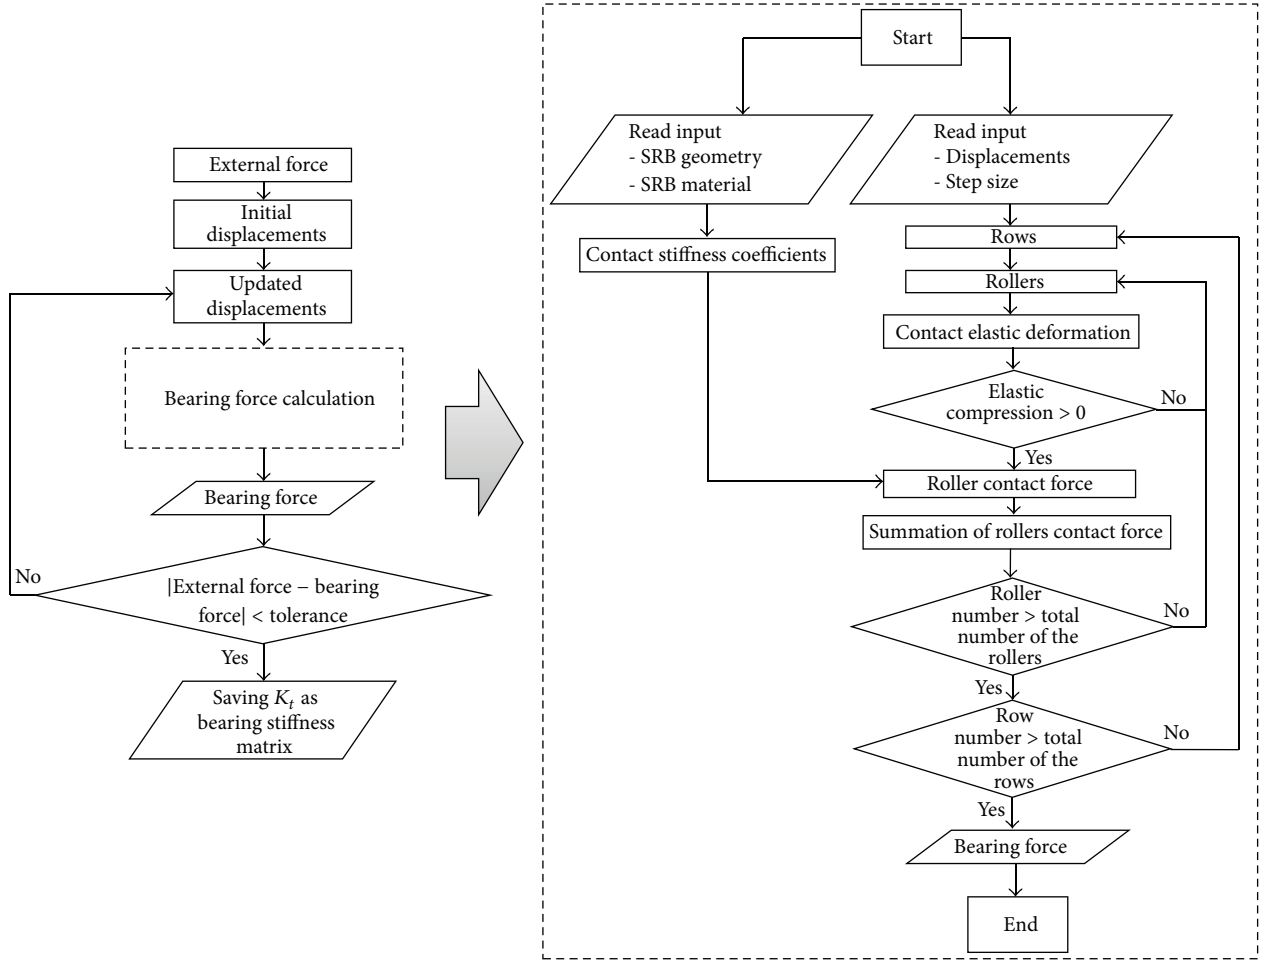 External force
Initial
displacements
Updated
displacements
Bearing force calculation
Bearing force
|External force − bearing
force| < tolerance
No
Yes
Saving K_t as
bearing stiffness
matrix
Start
Read input
- SRB geometry
- SRB material
Read input
- Displacements
- Step size
Contact stiffness coefficients
Rows
Rollers
Contact elastic deformation
Elastic
compression > 0
No
Yes
Roller contact force
Summation of rollers contact force
Roller
number > total
number of the
rollers
No
Yes
Row
number > total
number of the
rows
No
Yes
Bearing force
End